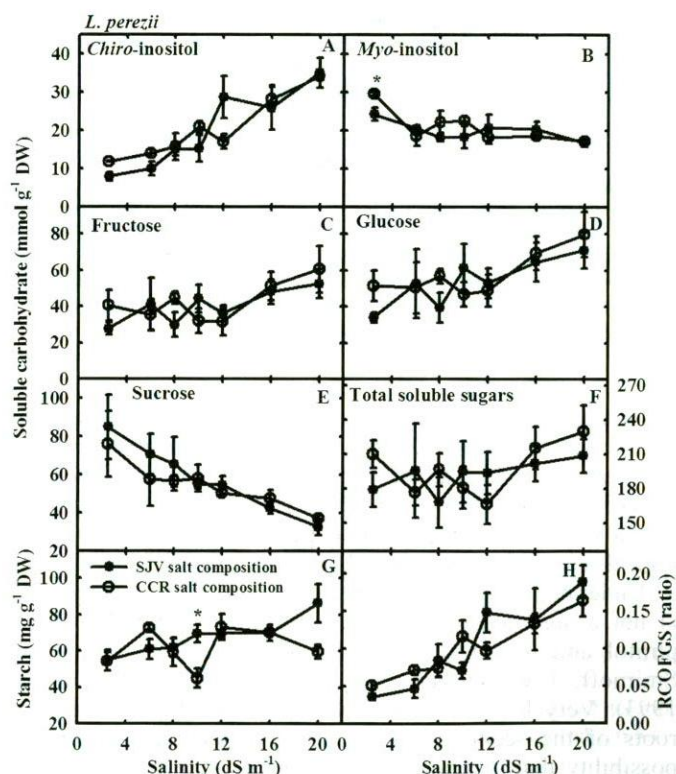 L. perezii
Chiro-inositol A
Myo-inositol B
*
Fructose C
Glucose D
Sucrose E
Total soluble sugars F
SJV salt composition G
CCR salt composition
*
H
Soluble carbohydrate (mmol g-1 DW)
Starch (mg g-1 DW)
RCOFGS (ratio)
40
30
20
10
0
80
60
40
20
0
100
80
60
40
20
100
80
60
40
20
270
240
210
180
150
0.20
0.15
0.10
0.05
0.00
0 4 8 12 16 20
0 4 8 12 16 20
Salinity (dS m-1)
Salinity (dS m-1)
roots of
possibility